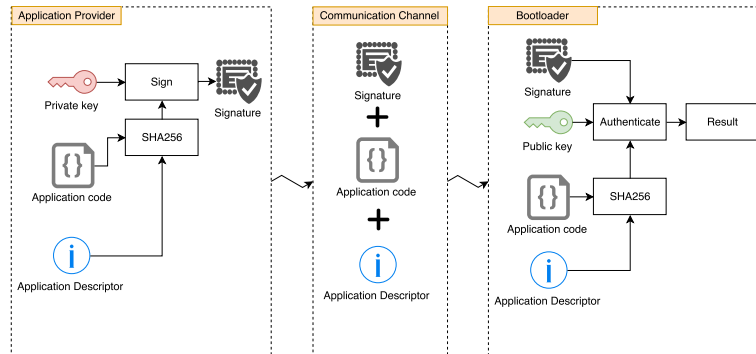 Application Provider
Private key
Sign
Signature
SHA256
{}
Application code
i
Application Descriptor
Communication Channel
Signature
+
{}
Application code
+
i
Application Descriptor
Bootloader
Signature
Public key
Authenticate
Result
{}
Application code
SHA256
i
Application Descriptor